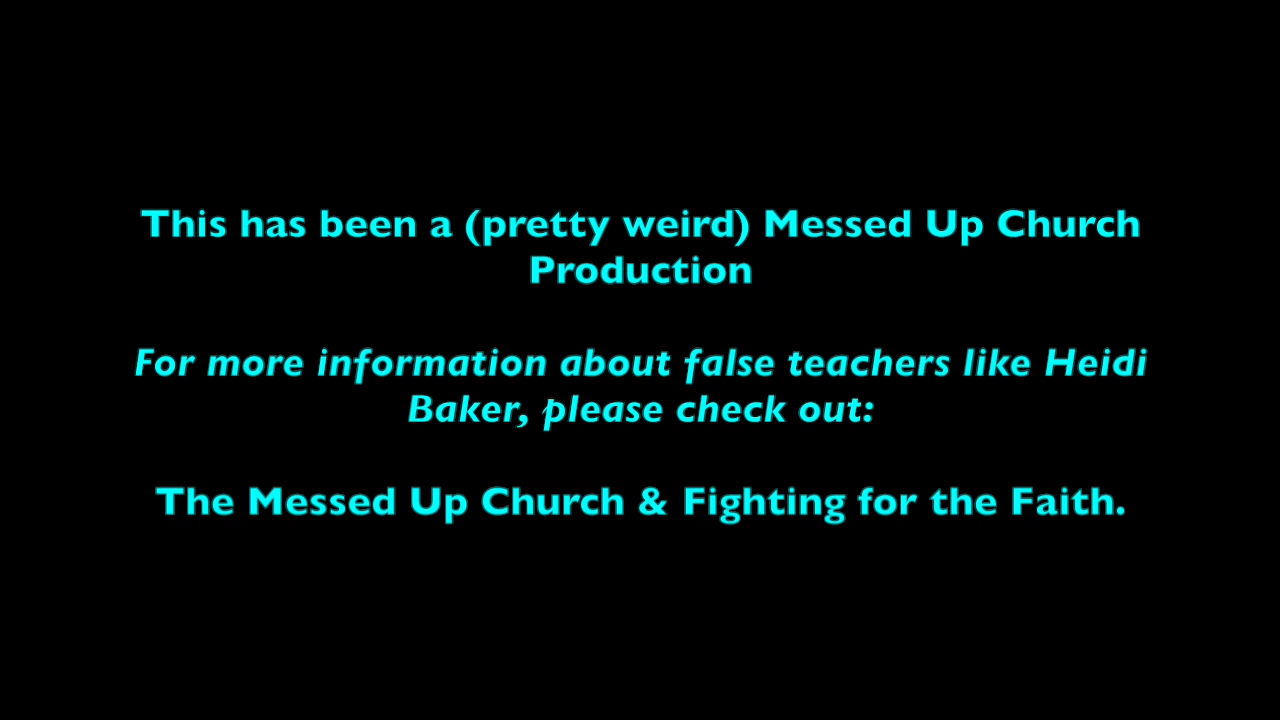 This has been a (pretty weird) Messed Up Church
Production
For more information about false teachers like Heidi
Baker, please check out:
The Messed Up Church & Fighting for the Faith.